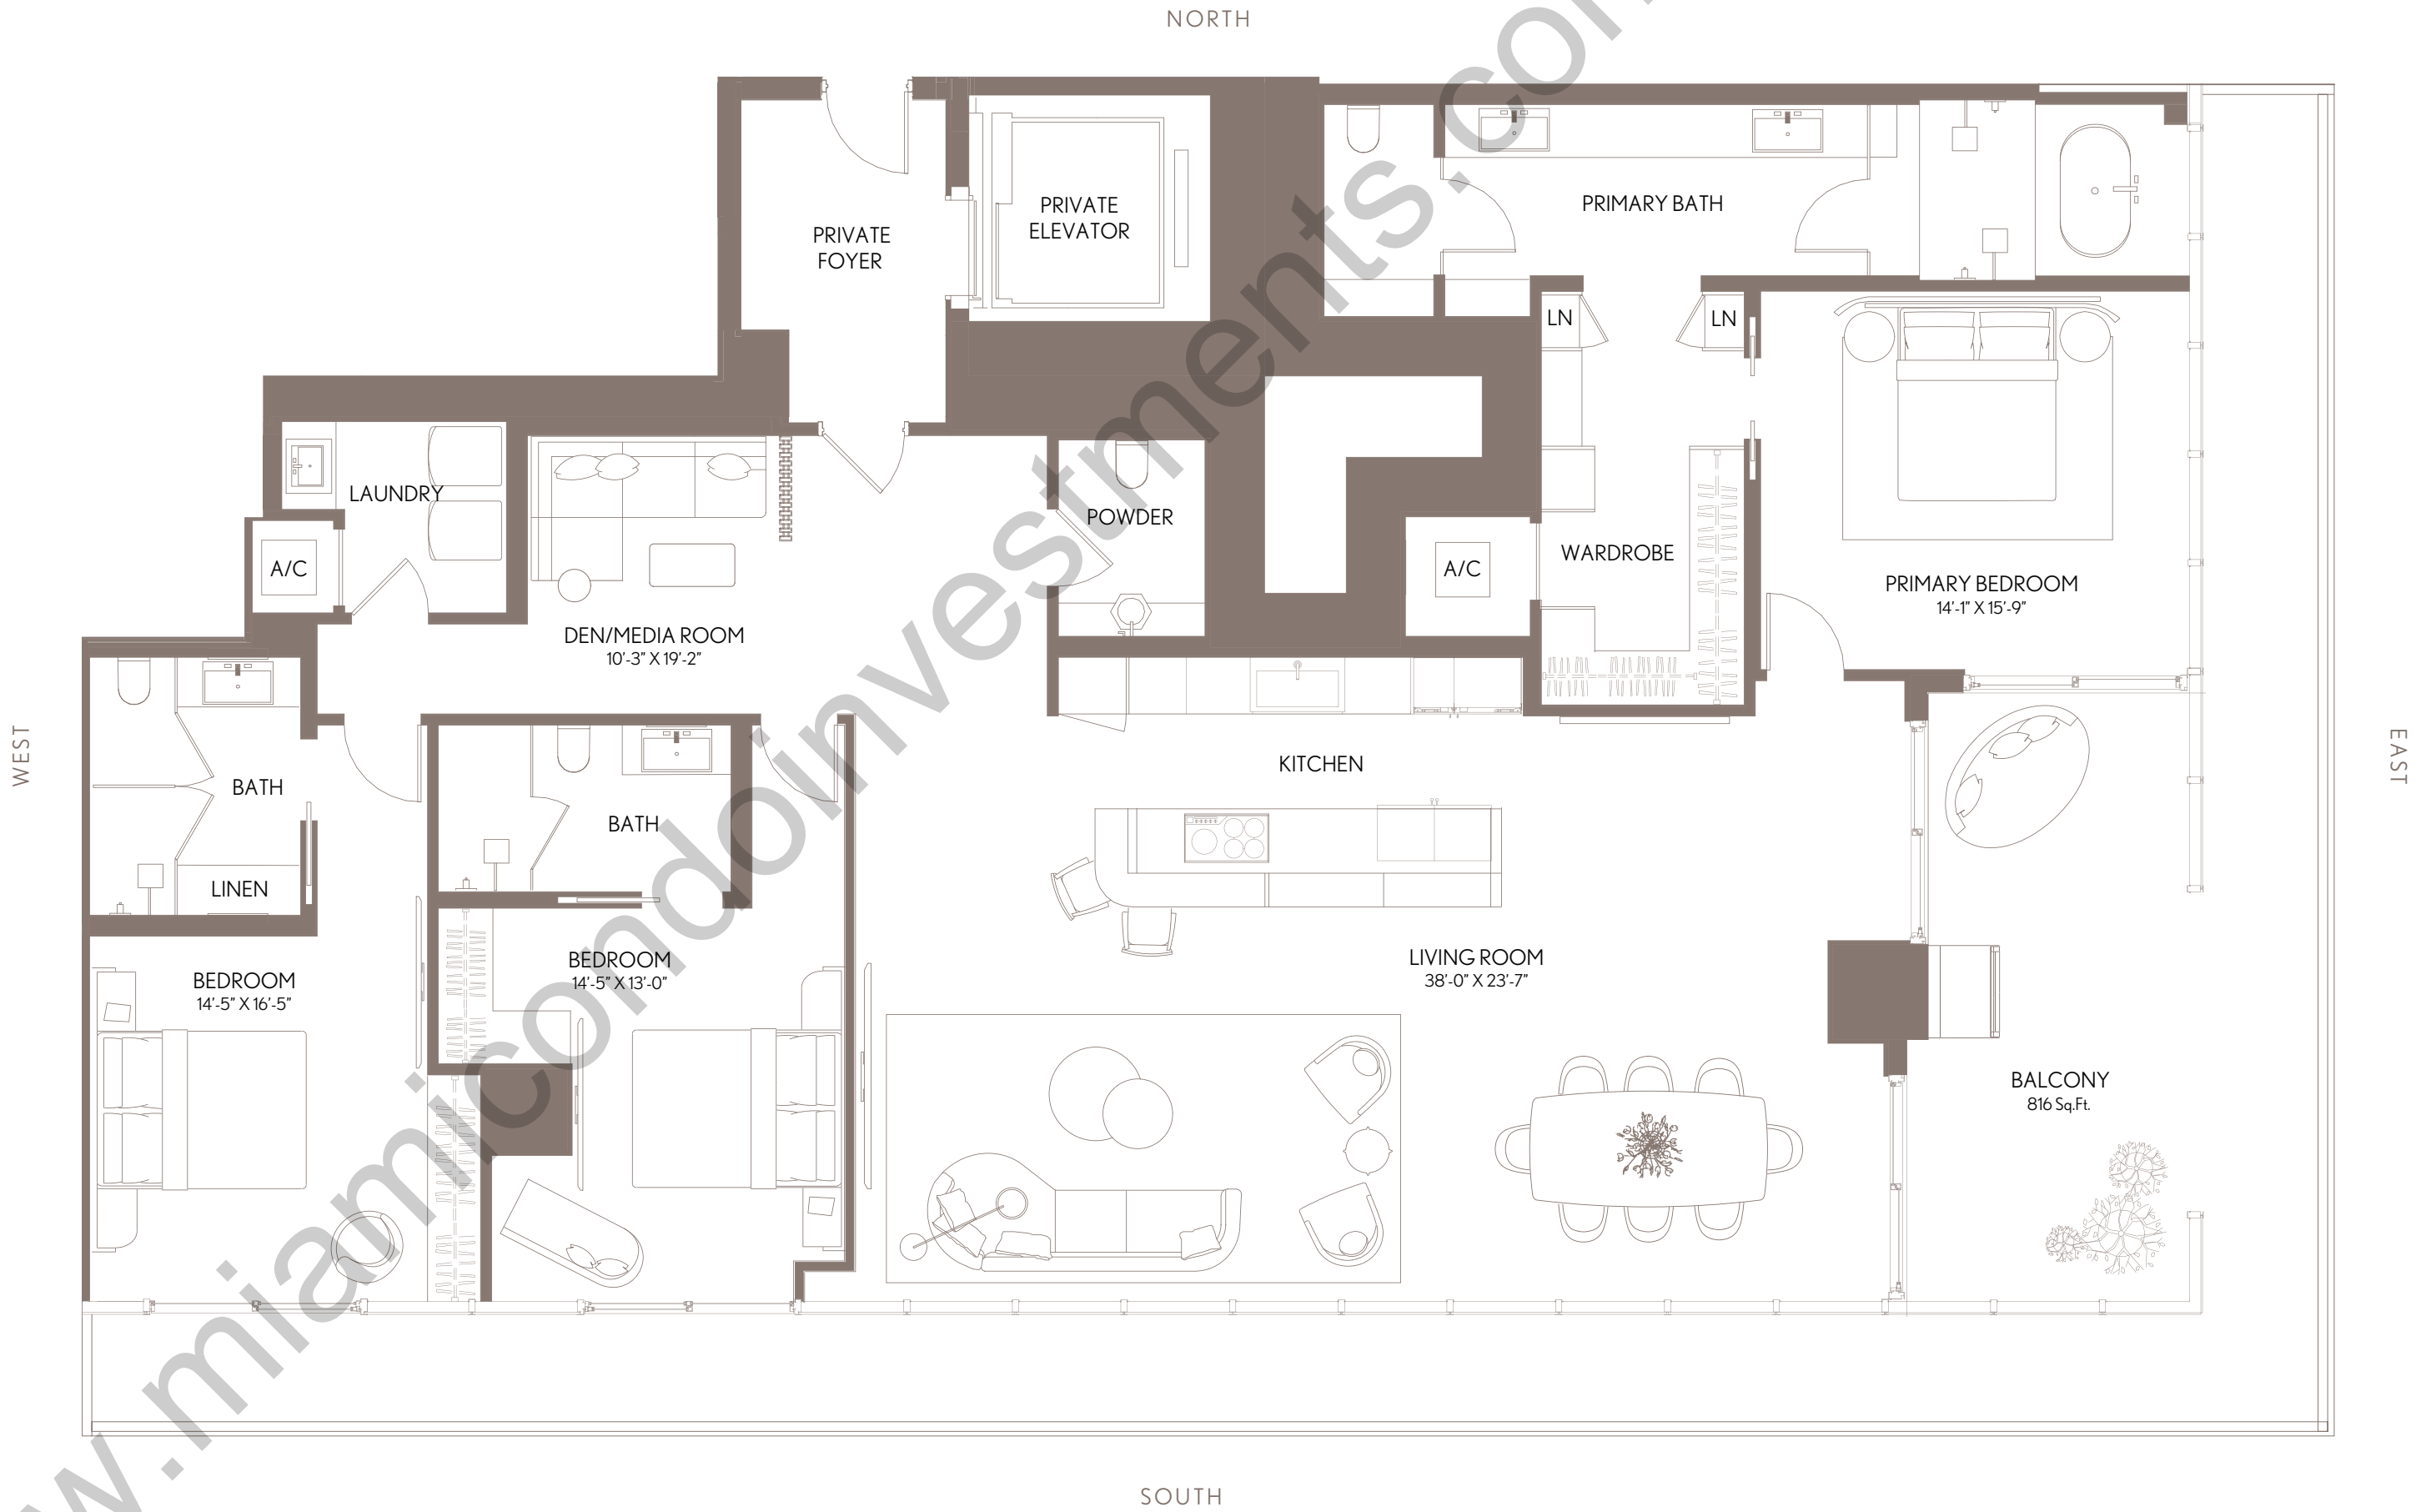 NORTH
PRIVATE
ELEVATOR
PRIVATE
FOYER
PRIMARY BATH
LN
LN
LAUNDRY
POWDER
A/C
A/C
WARDROBE
PRIMARY BEDROOM
14'-1" X 15'-9"
DEN/MEDIA ROOM
10'-3" X 19'-2"
WEST
EAST
KITCHEN
BATH
BATH
LINEN
BEDROOM
14'-5" X 16'-5"
BEDROOM
14'-5" X 13'-0"
LIVING ROOM
38'-0" X 23'-7"
BALCONY
816 Sq.Ft.
SOUTH
w.miamicondoinvestments.com